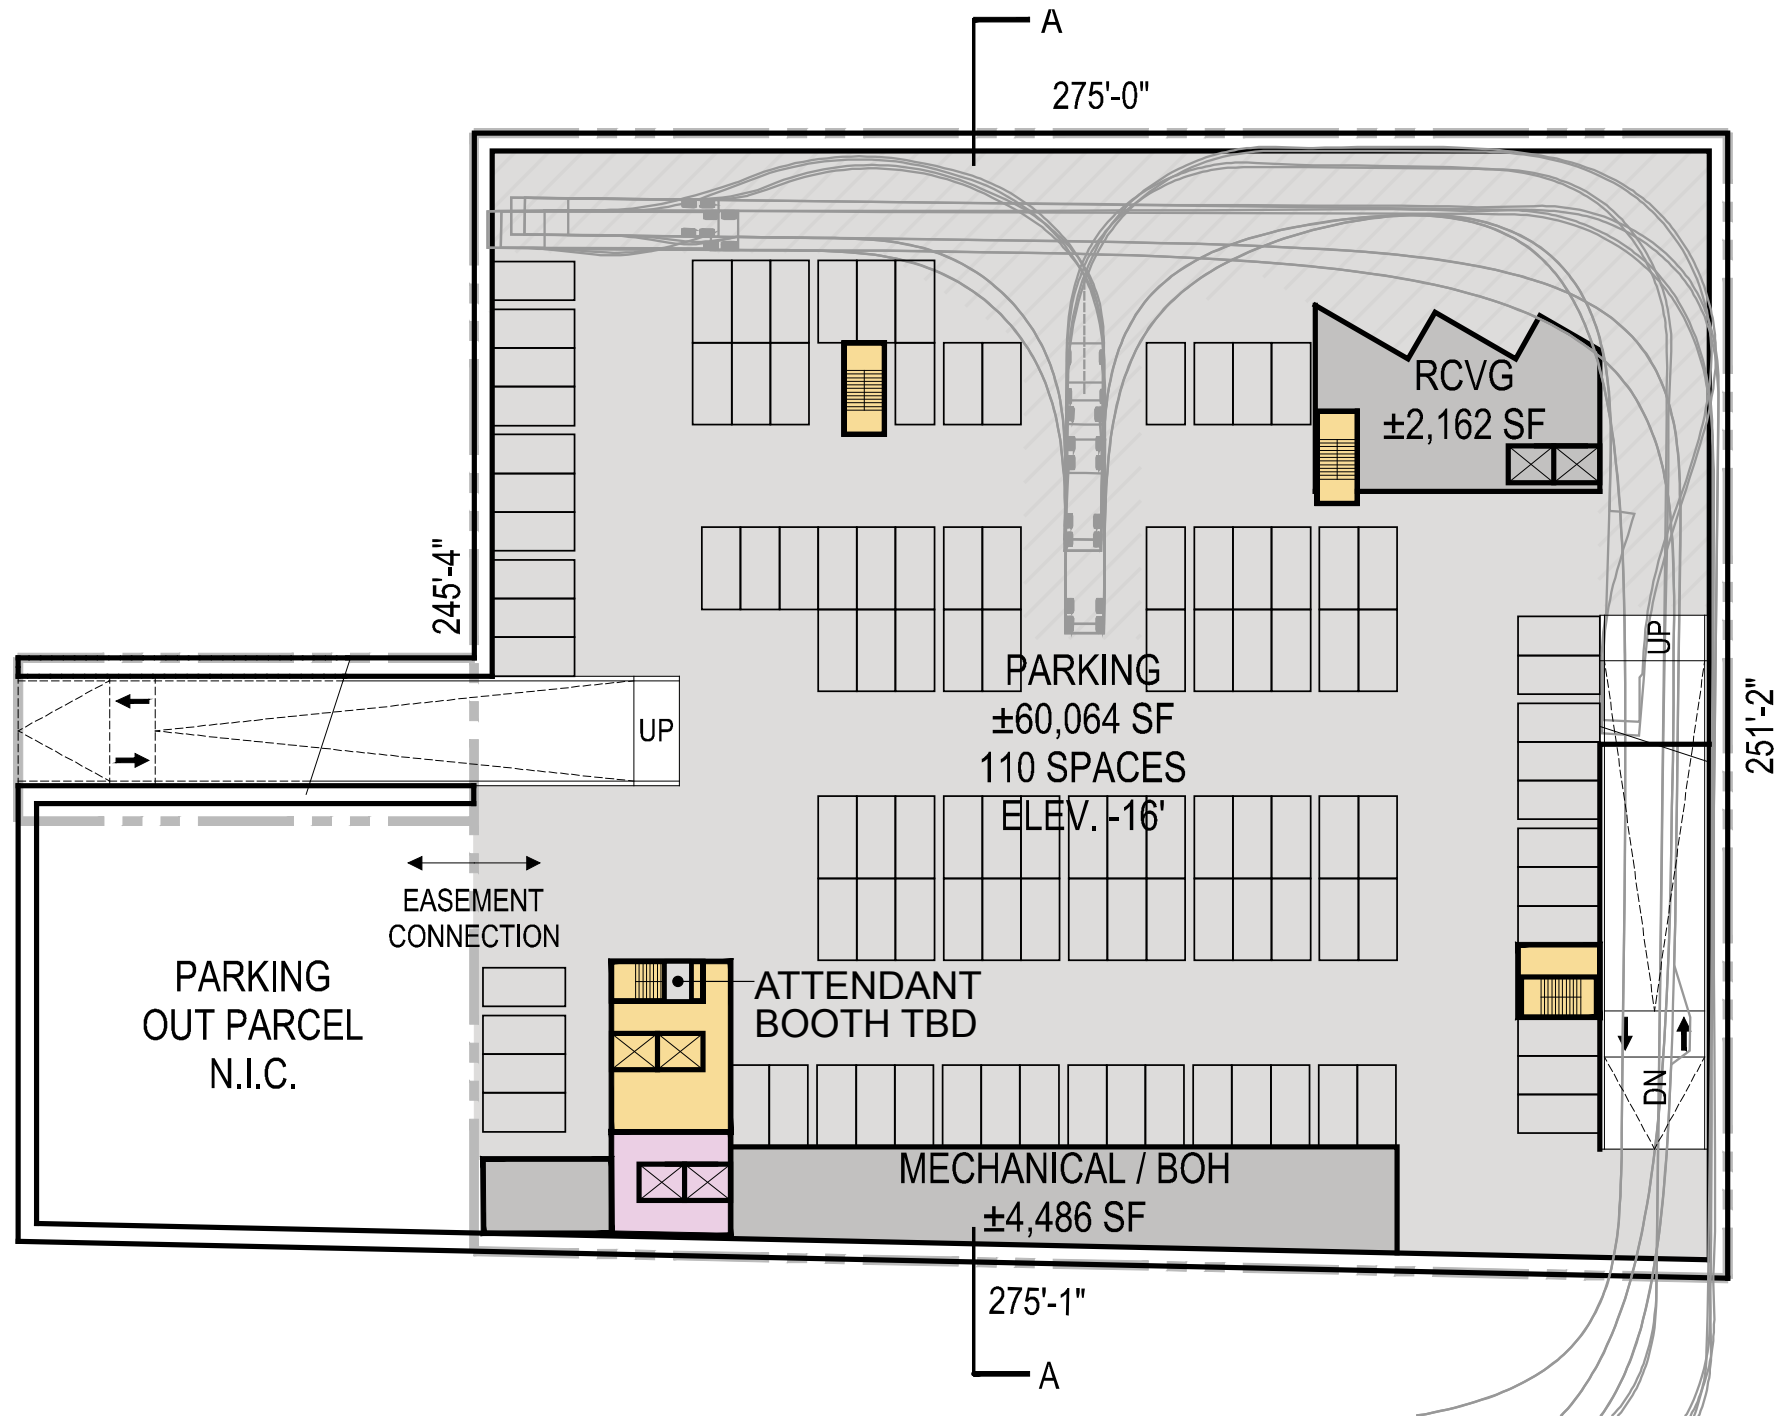 A
275'-0"
RCVG
±2,162 SF
245'-4"
UP
PARKING
±60,064 SF
110 SPACES
ELEV. -16'
UP
251'-2"
EASEMENT
CONNECTION
PARKING
OUT PARCEL
N.I.C.
ATTENDANT
BOOTH TBD
DN
MECHANICAL / BOH
±4,486 SF
275'-1"
A